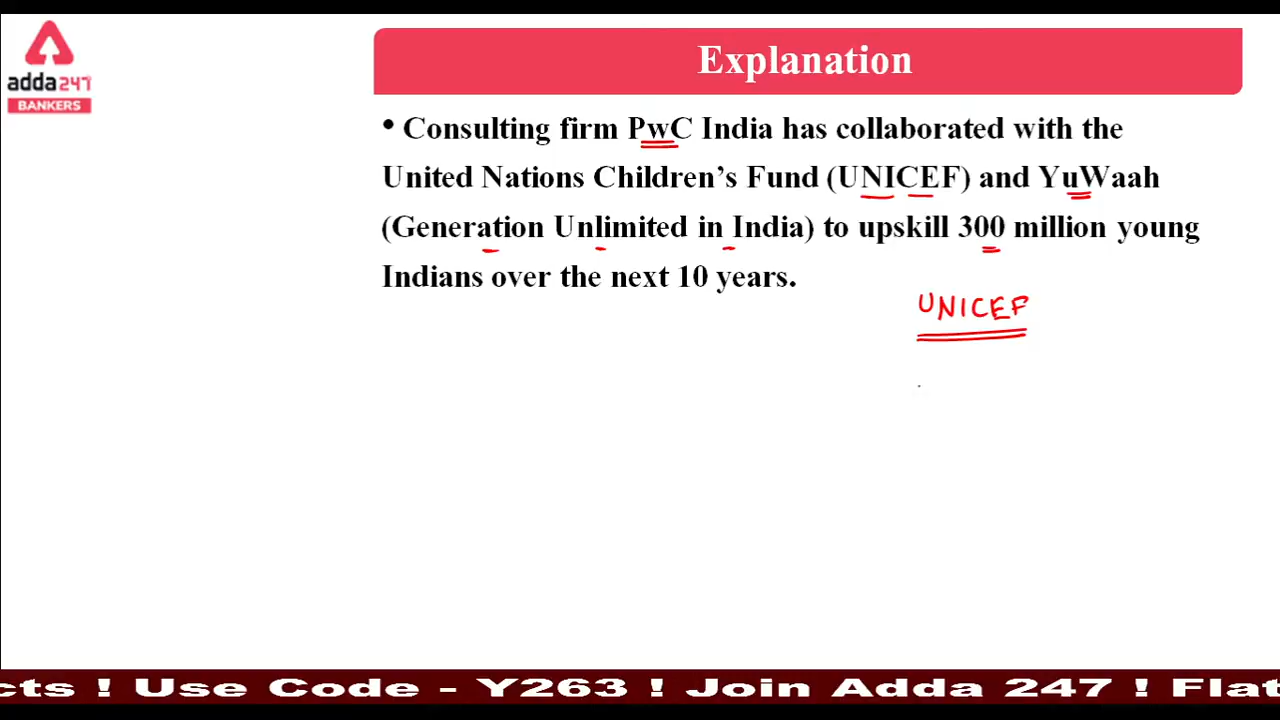 adda247
BANKERS
Explanation
• Consulting firm PwC India has collaborated with the
United Nations Children's Fund (UNICEF) and YuWaah
(Generation Unlimited in India) to upskill 300 million young
Indians over the next 10 years.
UNICEF
cts ! Use Code - Y263 ! Join Adda 247 ! Flat